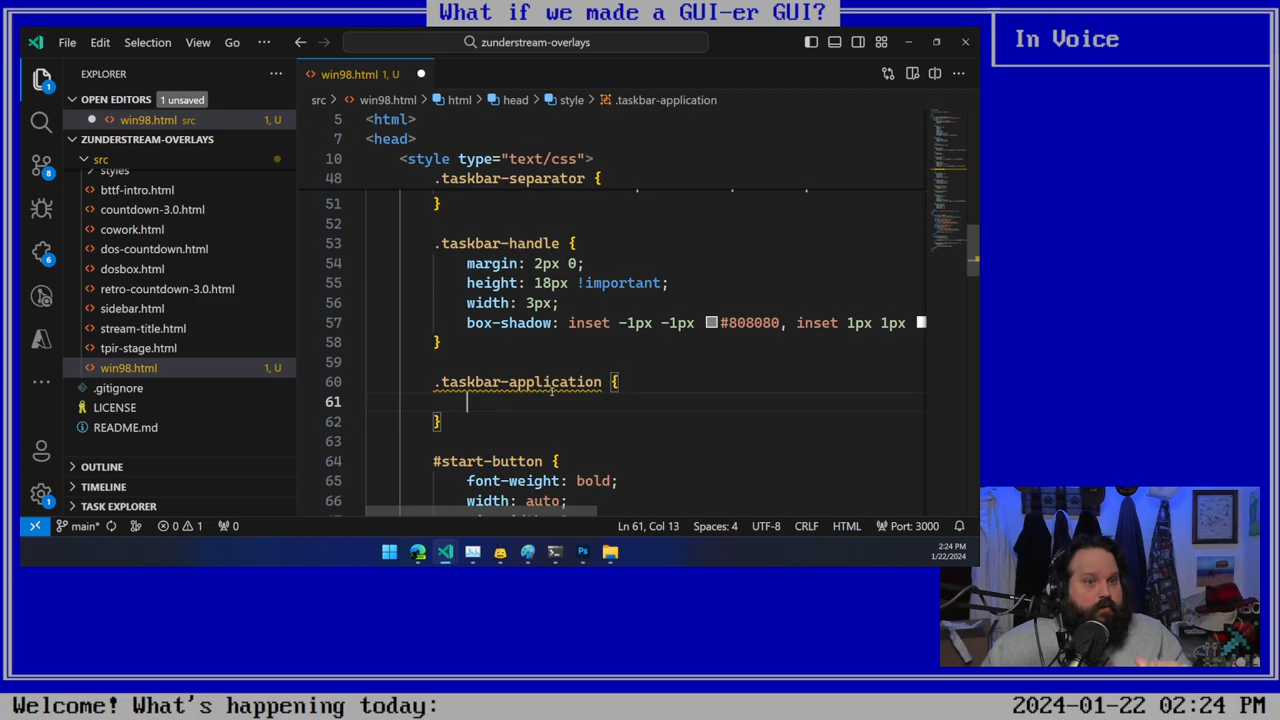 What if we made a GUI-er GUI?
In Voice
File Edit Selection View Go
zunderstream-overlays
EXPLORER
OPEN EDITORS 1 unsaved
win98.html src 1, U
ZUNDERSTREAM-OVERLAYS
src
styles
bttf-intro.html
countdown-3.0.html
cowork.html
dos-countdown.html
dosbox.html
retro-countdown-3.0.html
sidebar.html
stream-title.html
tpir-stage.html
win98.html 1, U
.gitignore
LICENSE
README.md
OUTLINE
TIMELINE
TASK EXPLORER
1
8
6
1
win98.html 1, U
src > win98.html > html > head > style > .taskbar-application
5 <html>
7 <head>
10 <style type="text/css">
48 .taskbar-separator {
51 }
52
53 .taskbar-handle {
54 margin: 2px 0;
55 height: 18px !important;
56 width: 3px;
57 box-shadow: inset -1px -1px #808080, inset 1px 1px
58 }
59
60 .taskbar-application {
61
62 }
63
64 #start-button {
65 font-weight: bold;
66 width: auto;
main* 0 1 0 Ln 61, Col 13 Spaces: 4 UTF-8 CRLF HTML Port: 3000
2:24 PM
1/22/2024
Welcome! What's happening today: 2024-01-22 02:24 PM